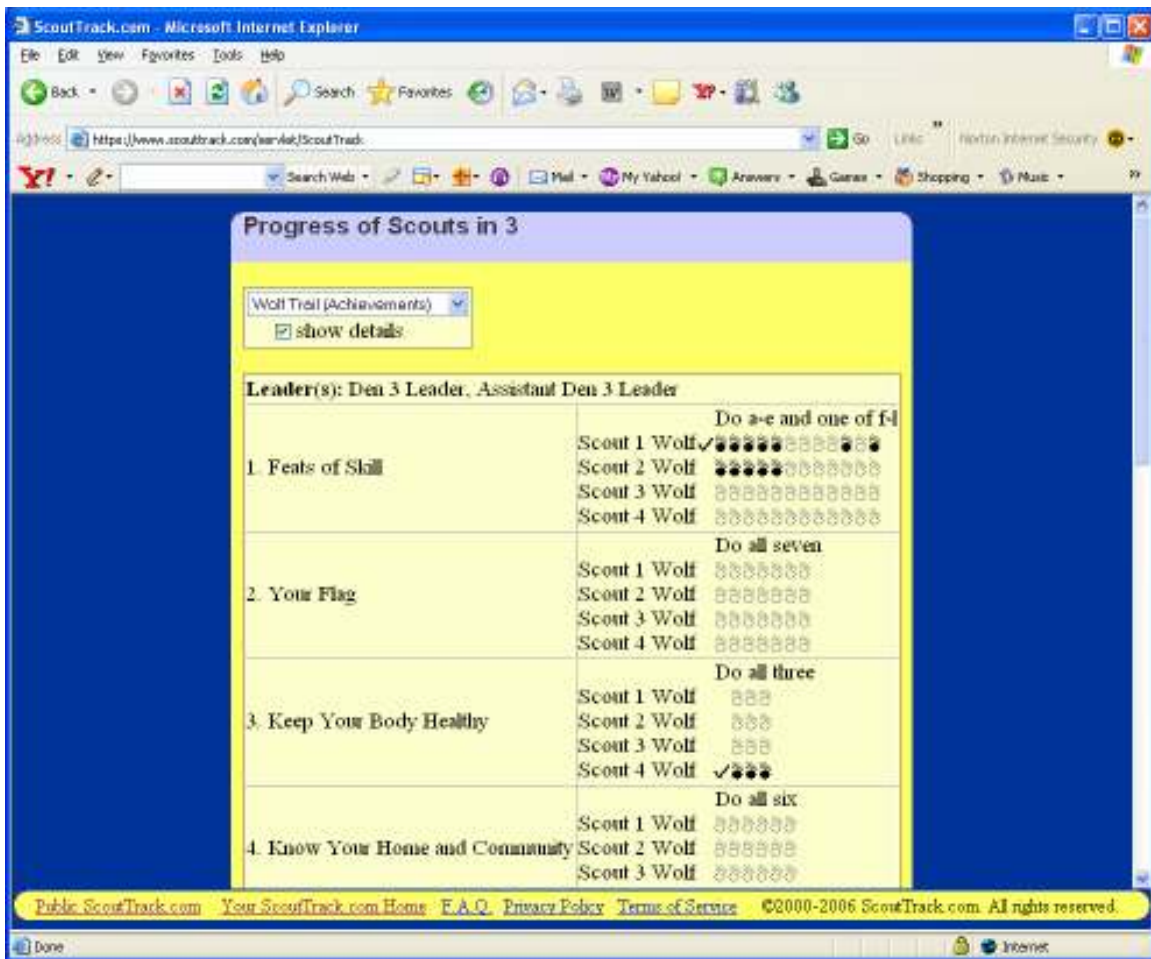 ScoutTrack.com - Microsoft Internet Explorer
File Edit View Favorites Tools Help
Back Search Favorites
Address https://www.scouttrack.com/servlet/ScoutTrack Go Links Norton Internet Security
Y! Search Web Mail My Yahoo! Answers Games Shopping Music
Progress of Scouts in 3
Wolf Trail (Achievements)
show details
Leader(s): Den 3 Leader, Assistant Den 3 Leader
Do a-e and one of f-l
Scout 1 Wolf
1. Feats of Skill
Scout 2 Wolf
Scout 3 Wolf
Scout 4 Wolf
Do all seven
Scout 1 Wolf
2. Your Flag
Scout 2 Wolf
Scout 3 Wolf
Scout 4 Wolf
Do all three
Scout 1 Wolf
3. Keep Your Body Healthy
Scout 2 Wolf
Scout 3 Wolf
Scout 4 Wolf
Do all six
Scout 1 Wolf
4. Know Your Home and Community Scout 2 Wolf
Scout 3 Wolf
Public ScoutTrack.com Your ScoutTrack.com Home F.A.Q. Privacy Policy Terms of Service ©2000-2006 ScoutTrack.com. All rights reserved.
Done Internet